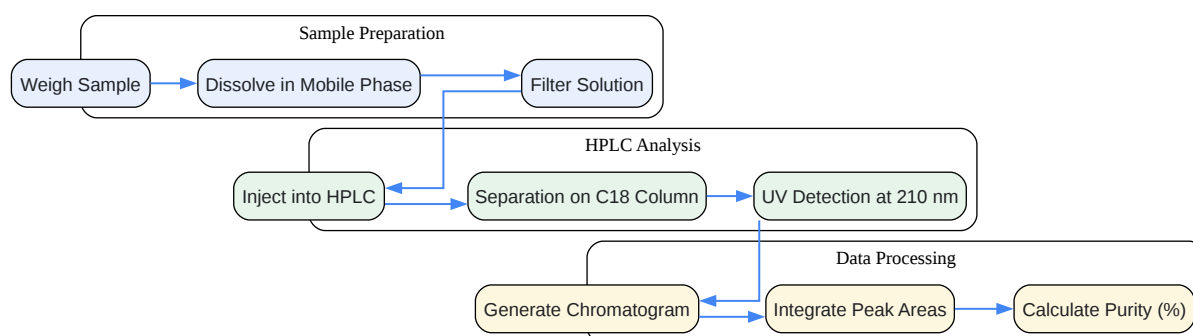 Sample Preparation
Weigh Sample
Dissolve in Mobile Phase
Filter Solution
HPLC Analysis
Inject into HPLC
Separation on C18 Column
UV Detection at 210 nm
Data Processing
Generate Chromatogram
Integrate Peak Areas
Calculate Purity (%)